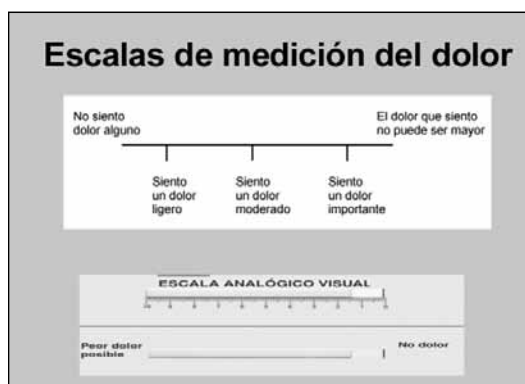 Escalas de medición del dolor
No siento
dolor alguno
El dolor que siento
no puede ser mayor
Siento
un dolor
ligero
Siento
un dolor
moderado
Siento
un dolor
importante
ESCALA ANALÓGICO VISUAL
Peor dolor
posible
No dolor